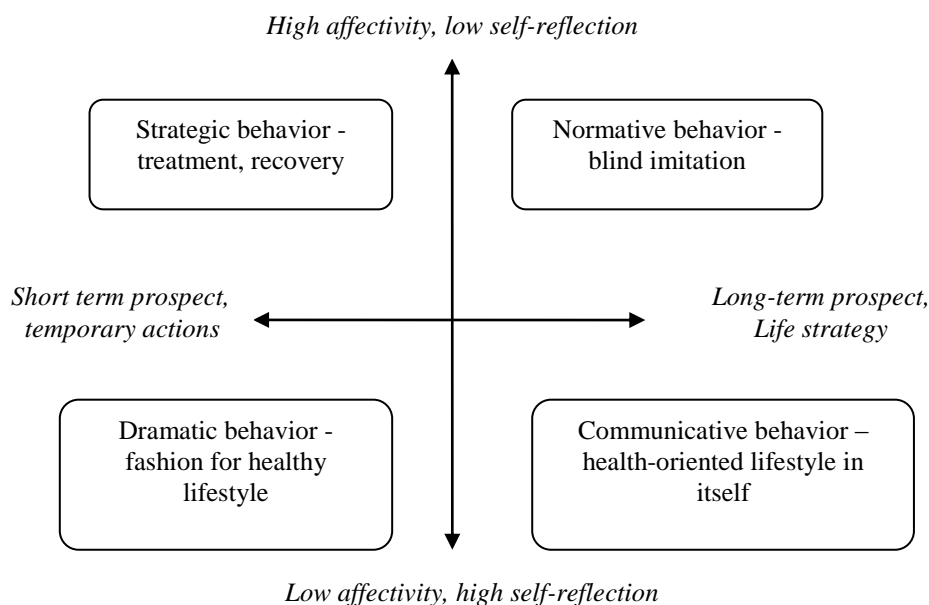 High affectivity, low self-reflection
Strategic behavior -
treatment, recovery
Normative behavior -
blind imitation
Short term prospect,
temporary actions
Long-term prospect,
Life strategy
Dramatic behavior -
fashion for healthy
lifestyle
Communicative behavior –
health-oriented lifestyle in
itself
Low affectivity, high self-reflection